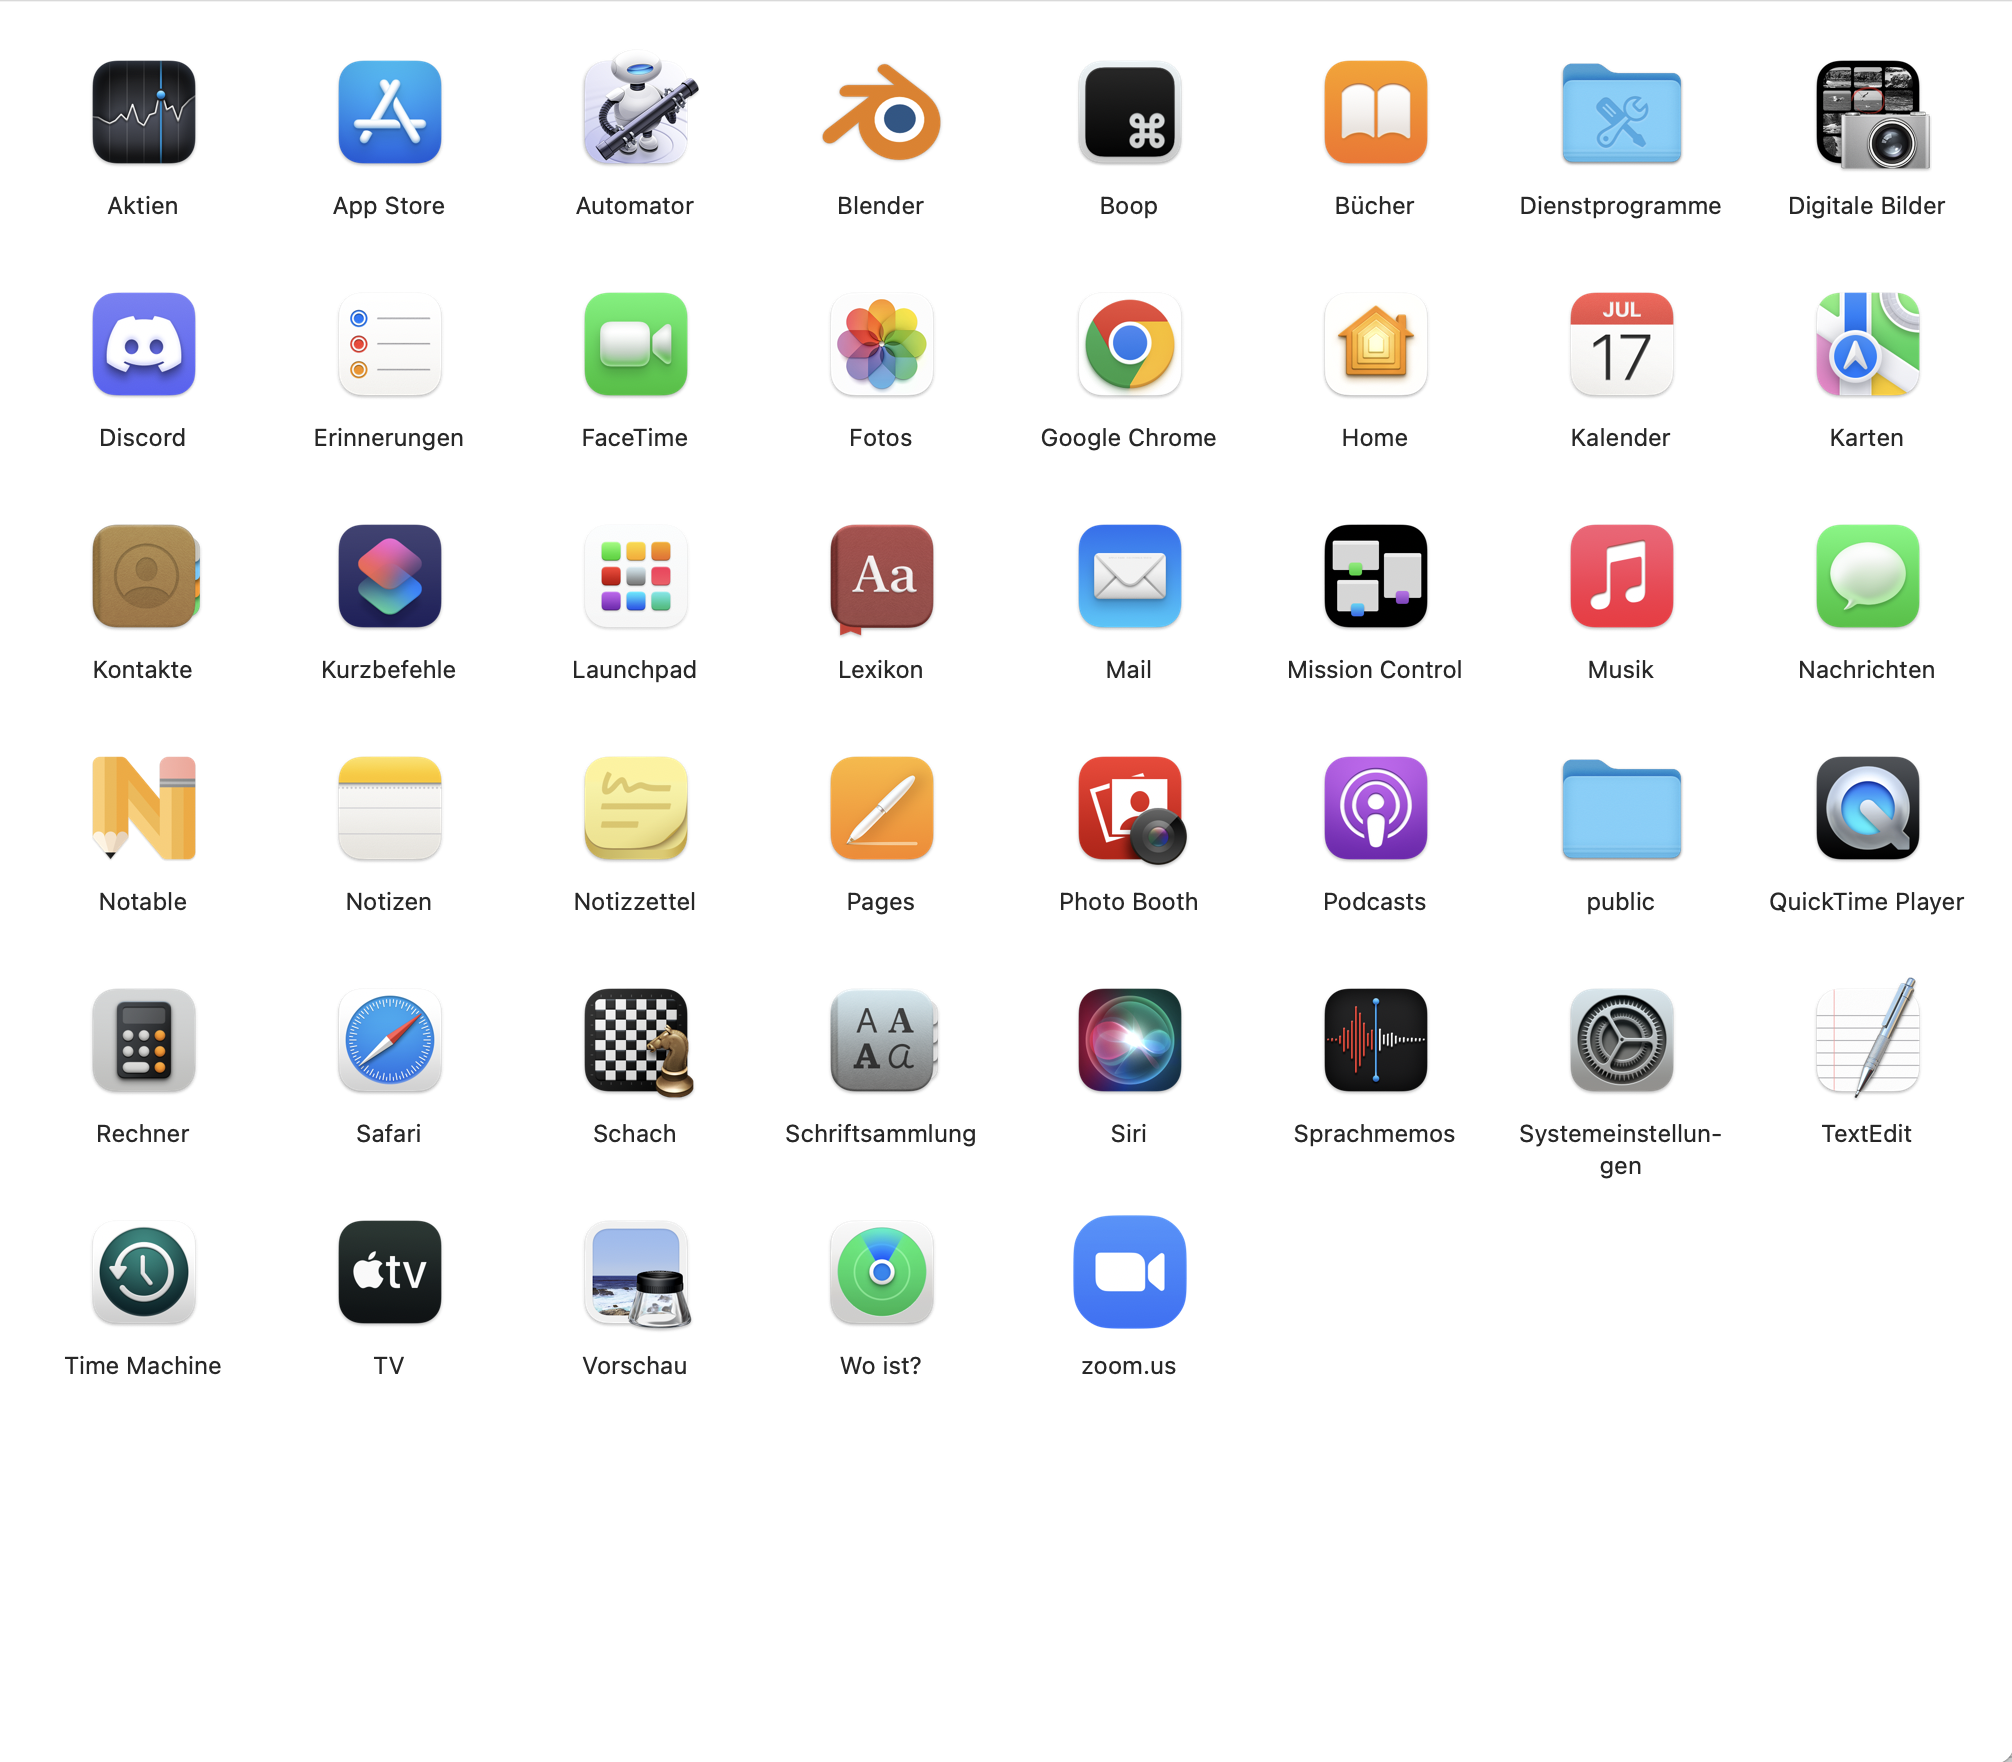 Aktien App Store Automator Blender Boop Bücher Dienstprogramme Digitale Bilder
JUL
17
Discord Erinnerungen FaceTime Fotos Google Chrome Home Kalender Karten
Aa
Kontakte Kurzbefehle Launchpad Lexikon Mail Mission Control Musik Nachrichten
Notable Notizen Notizzettel Pages Photo Booth Podcasts public QuickTime Player
A A
A a
Rechner Safari Schach Schriftsammlung Siri Sprachmemos Systemeinstellun- TextEdit
gen
tv
Time Machine TV Vorschau Wo ist? zoom.us